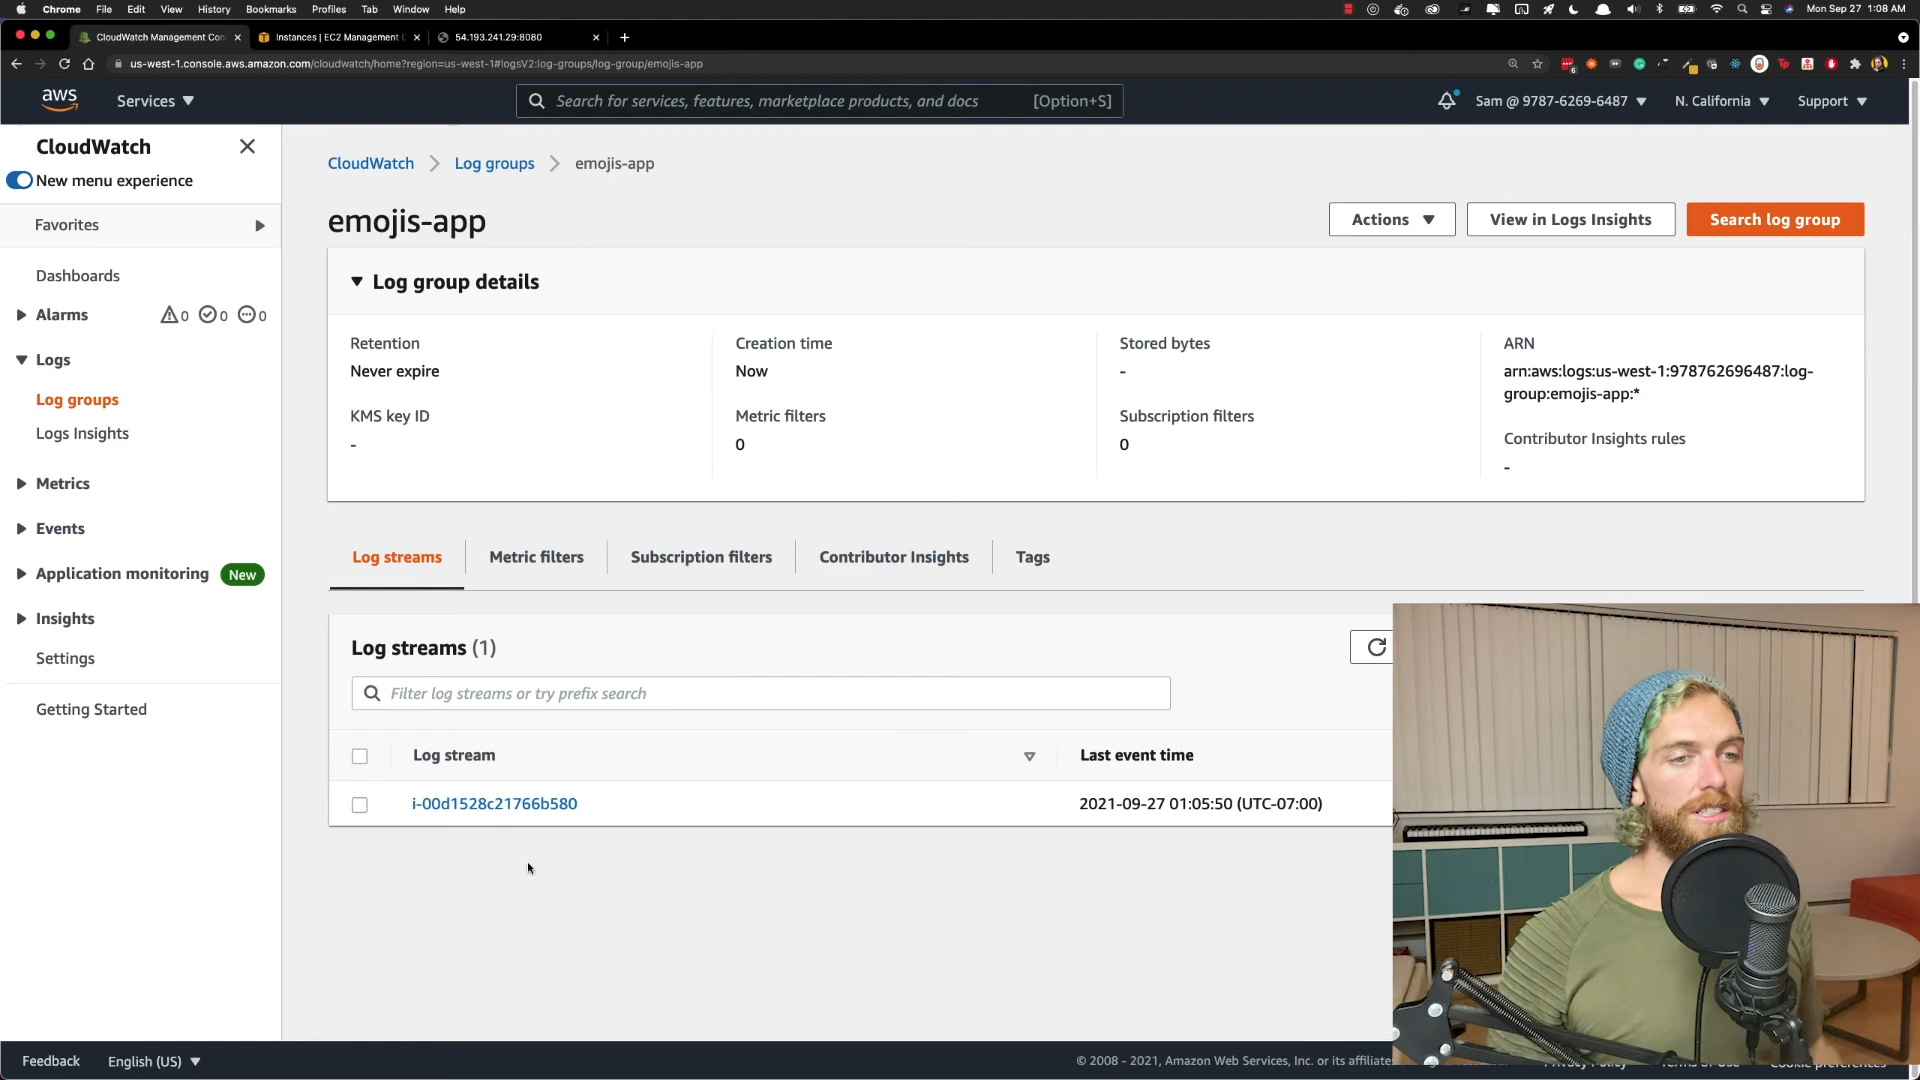 Chrome File Edit View History Bookmarks Profiles Tab Window Help Mon Sep 27 1:08 AM
CloudWatch Management Con Instances | EC2 Management C 54.193.241.29:8080
us-west-1.console.aws.amazon.com/cloudwatch/home?region=us-west-1#logsV2:log-groups/log-group/emojis-app
aws Services Search for services, features, marketplace products, and docs [Option+S] Sam @ 9787-6269-6487 N. California Support
CloudWatch
New menu experience
Favorites
Dashboards
Alarms 0 0 0
Logs
Log groups
Logs Insights
Metrics
Events
Application monitoring New
Insights
Settings
Getting Started
CloudWatch Log groups emojis-app
emojis-app
Actions View in Logs Insights Search log group
Log group details
Retention
Never expire
KMS key ID
-
Creation time
Now
Metric filters
0
Stored bytes
-
Subscription filters
0
ARN
arn:aws:logs:us-west-1:978762696487:log-
group:emojis-app:*
Contributor Insights rules
-
Log streams Metric filters Subscription filters Contributor Insights Tags
Log streams (1)
Filter log streams or try prefix search
Log stream Last event time
i-00d1528c21766b580 2021-09-27 01:05:50 (UTC-07:00)
Feedback English (US) © 2008 - 2021, Amazon Web Services, Inc. or its affiliates